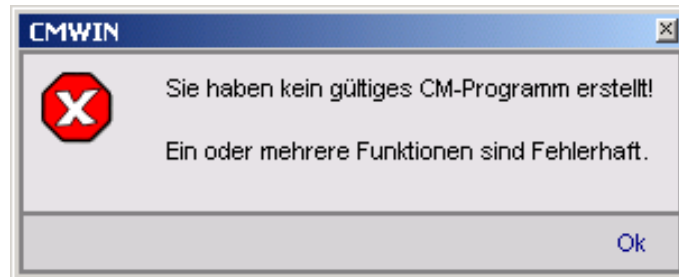 CMWIN
Sie haben kein gültiges CM-Programm erstellt!
Ein oder mehrere Funktionen sind Fehlerhaft.
Ok